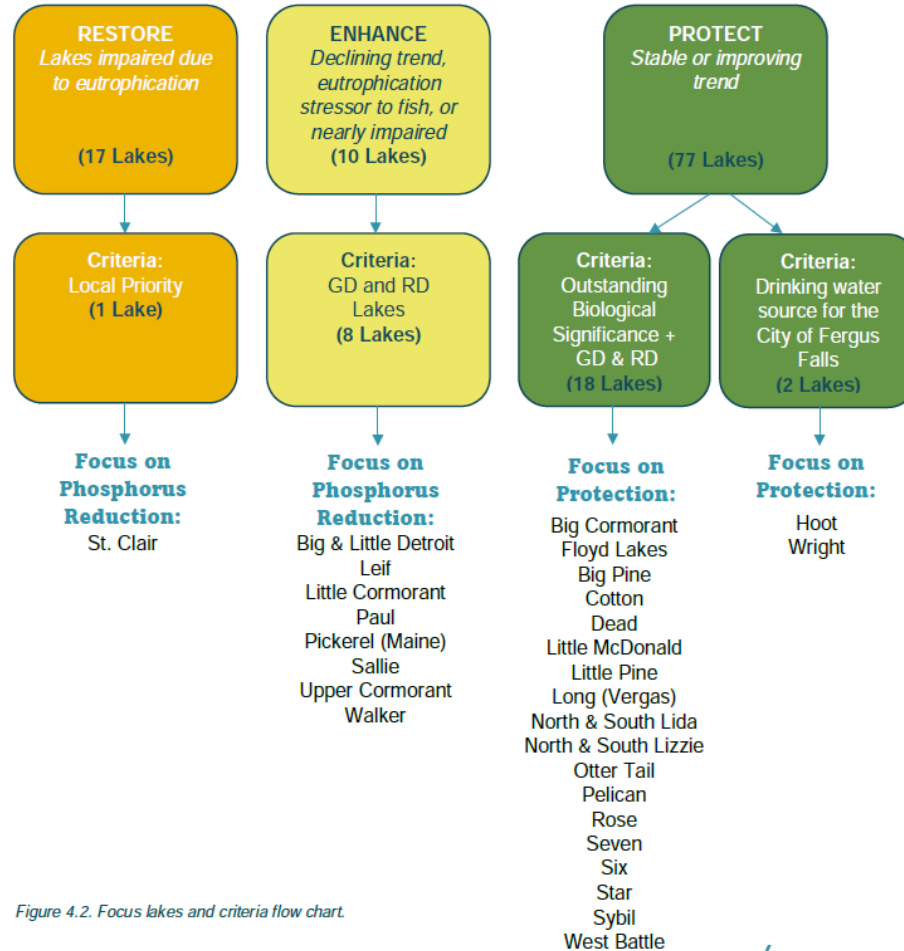 RESTORE
Lakes impaired due
to eutrophication
(17 Lakes)
ENHANCE
Declining trend,
eutrophication
stressor to fish, or
nearly impaired
(10 Lakes)
PROTECT
Stable or improving
trend
(77 Lakes)
Criteria:
Local Priority
(1 Lake)
Criteria:
GD and RD
Lakes
(8 Lakes)
Criteria:
Outstanding
Biological
Significance +
GD & RD
(18 Lakes)
Criteria:
Drinking water
source for the
City of Fergus
Falls
(2 Lakes)
Focus on
Phosphorus
Reduction:
St. Clair
Focus on
Phosphorus
Reduction:
Big & Little Detroit
Leif
Little Cormorant
Paul
Pickerel (Maine)
Sallie
Upper Cormorant
Walker
Focus on
Protection:
Big Cormorant
Floyd Lakes
Big Pine
Cotton
Dead
Little McDonald
Little Pine
Long (Vergas)
North & South Lida
North & South Lizzie
Otter Tail
Pelican
Rose
Seven
Six
Star
Sybil
West Battle
Focus on
Protection:
Hoot
Wright
Figure 4.2. Focus lakes and criteria flow chart.